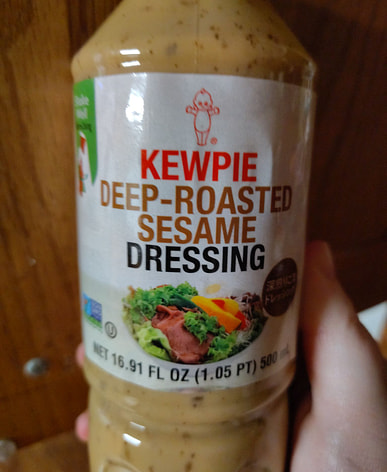 KEWPIE
®
DEEP-ROASTED
SESAME
DRESSING
NET 16.91 FL OZ (1.05 PT) 500 mL